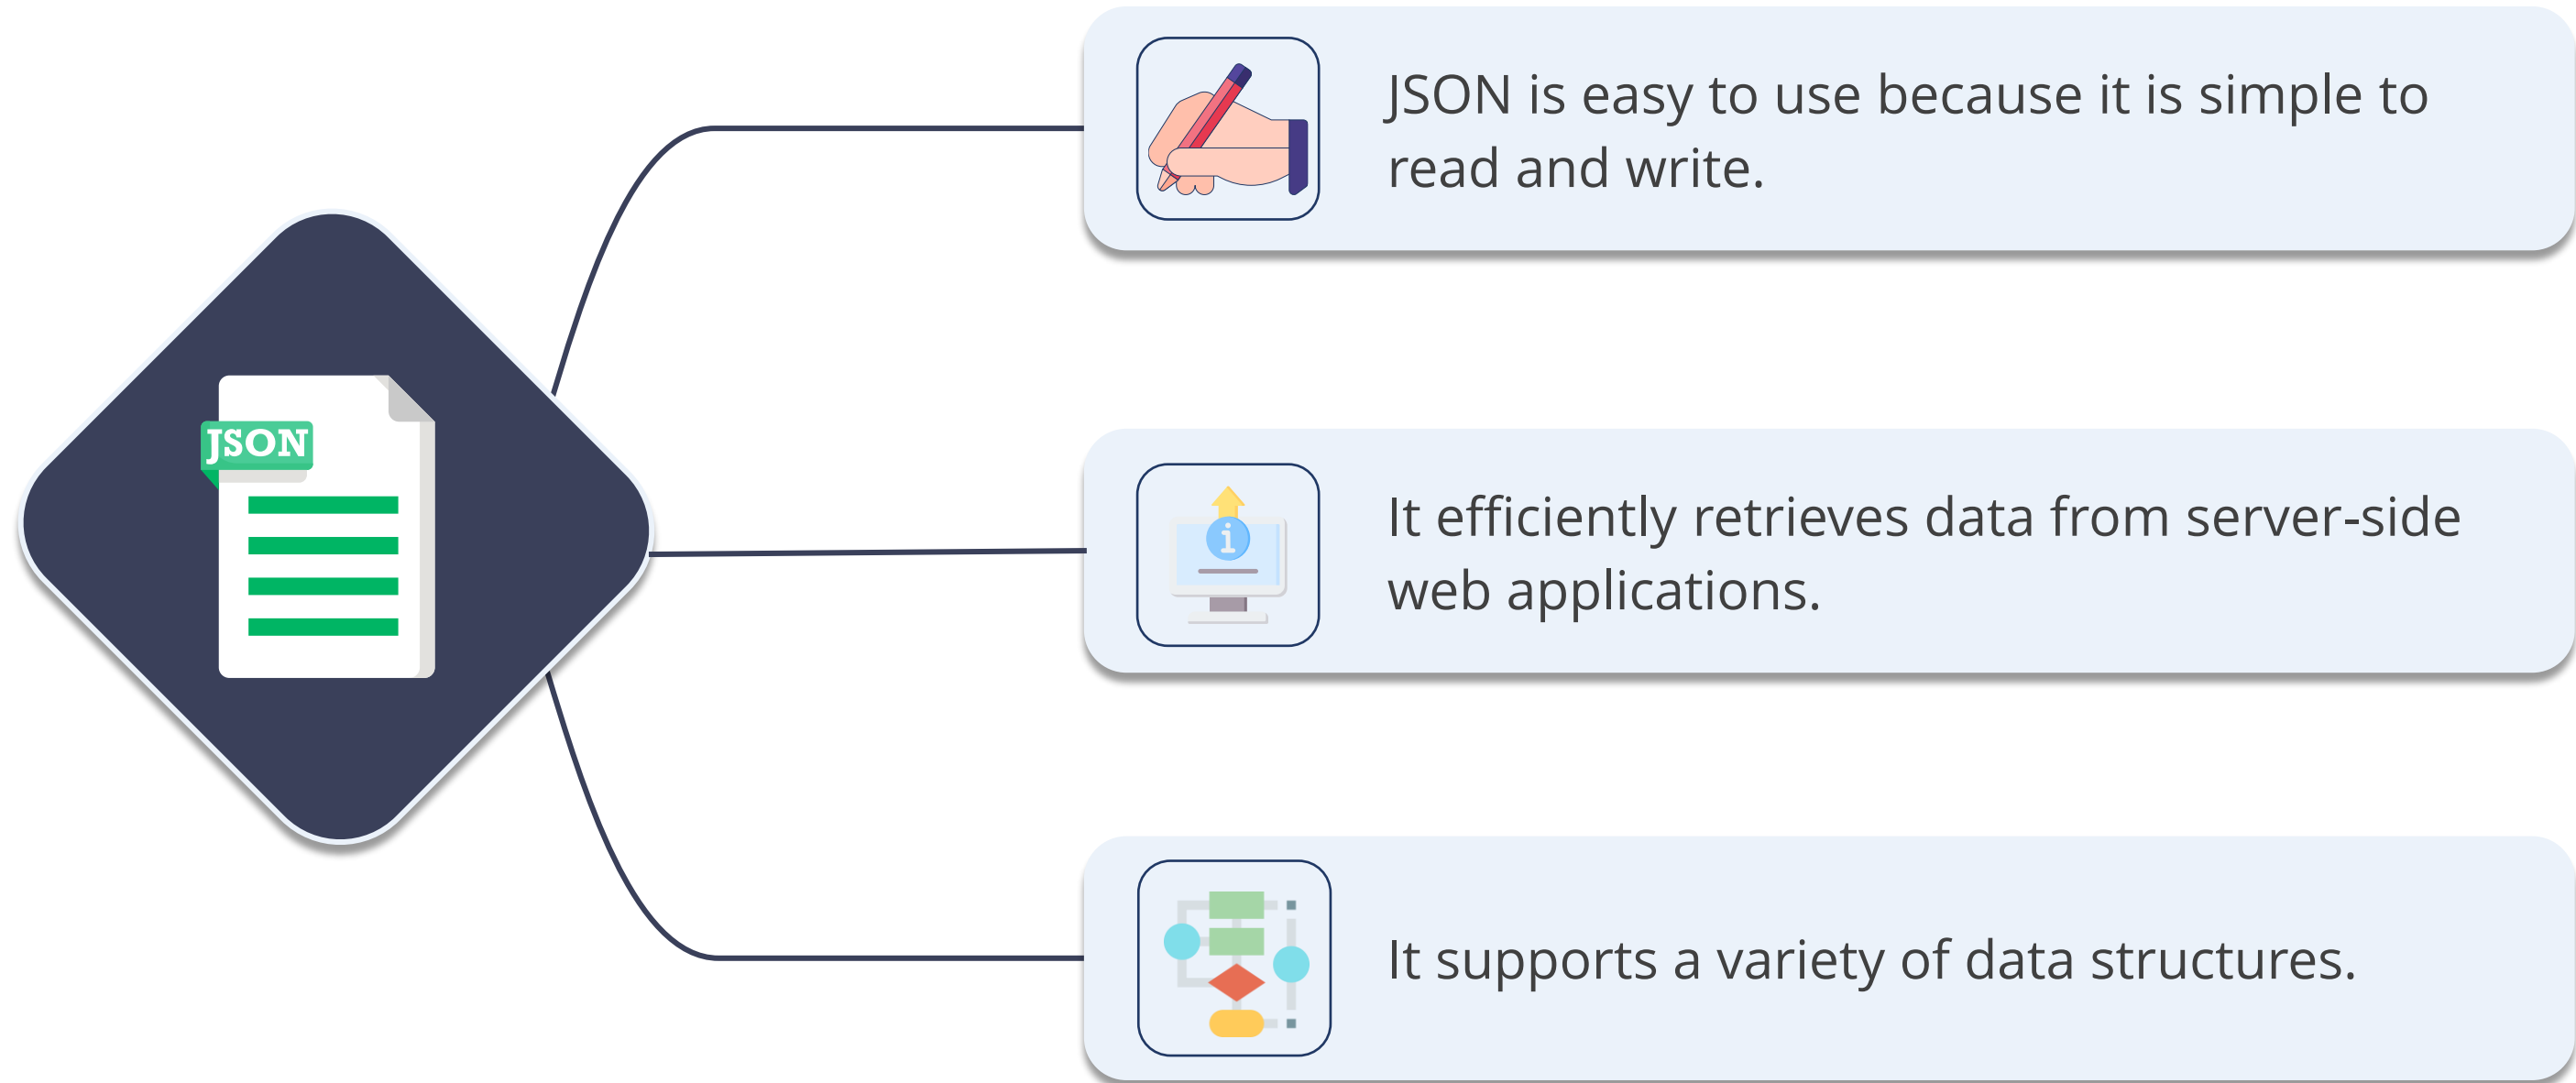 JSON is easy to use because it is simple to
read and write.
JSON
It efficiently retrieves data from server-side
web applications.
i
It supports a variety of data structures.